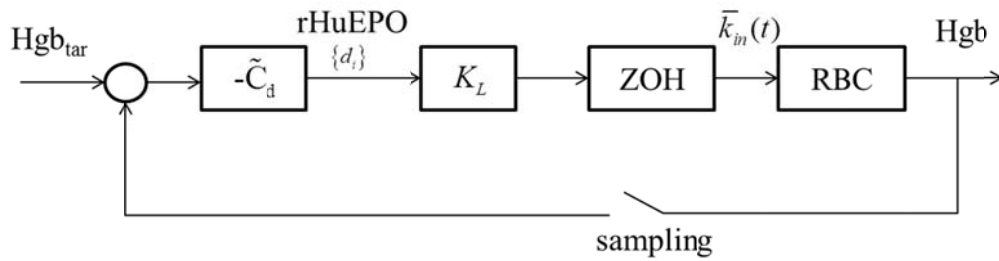 Hgb_tar
-C̃_d
rHuEPO
{d_i}
K_L
ZOH
k̅_in(t)
RBC
Hgb
sampling